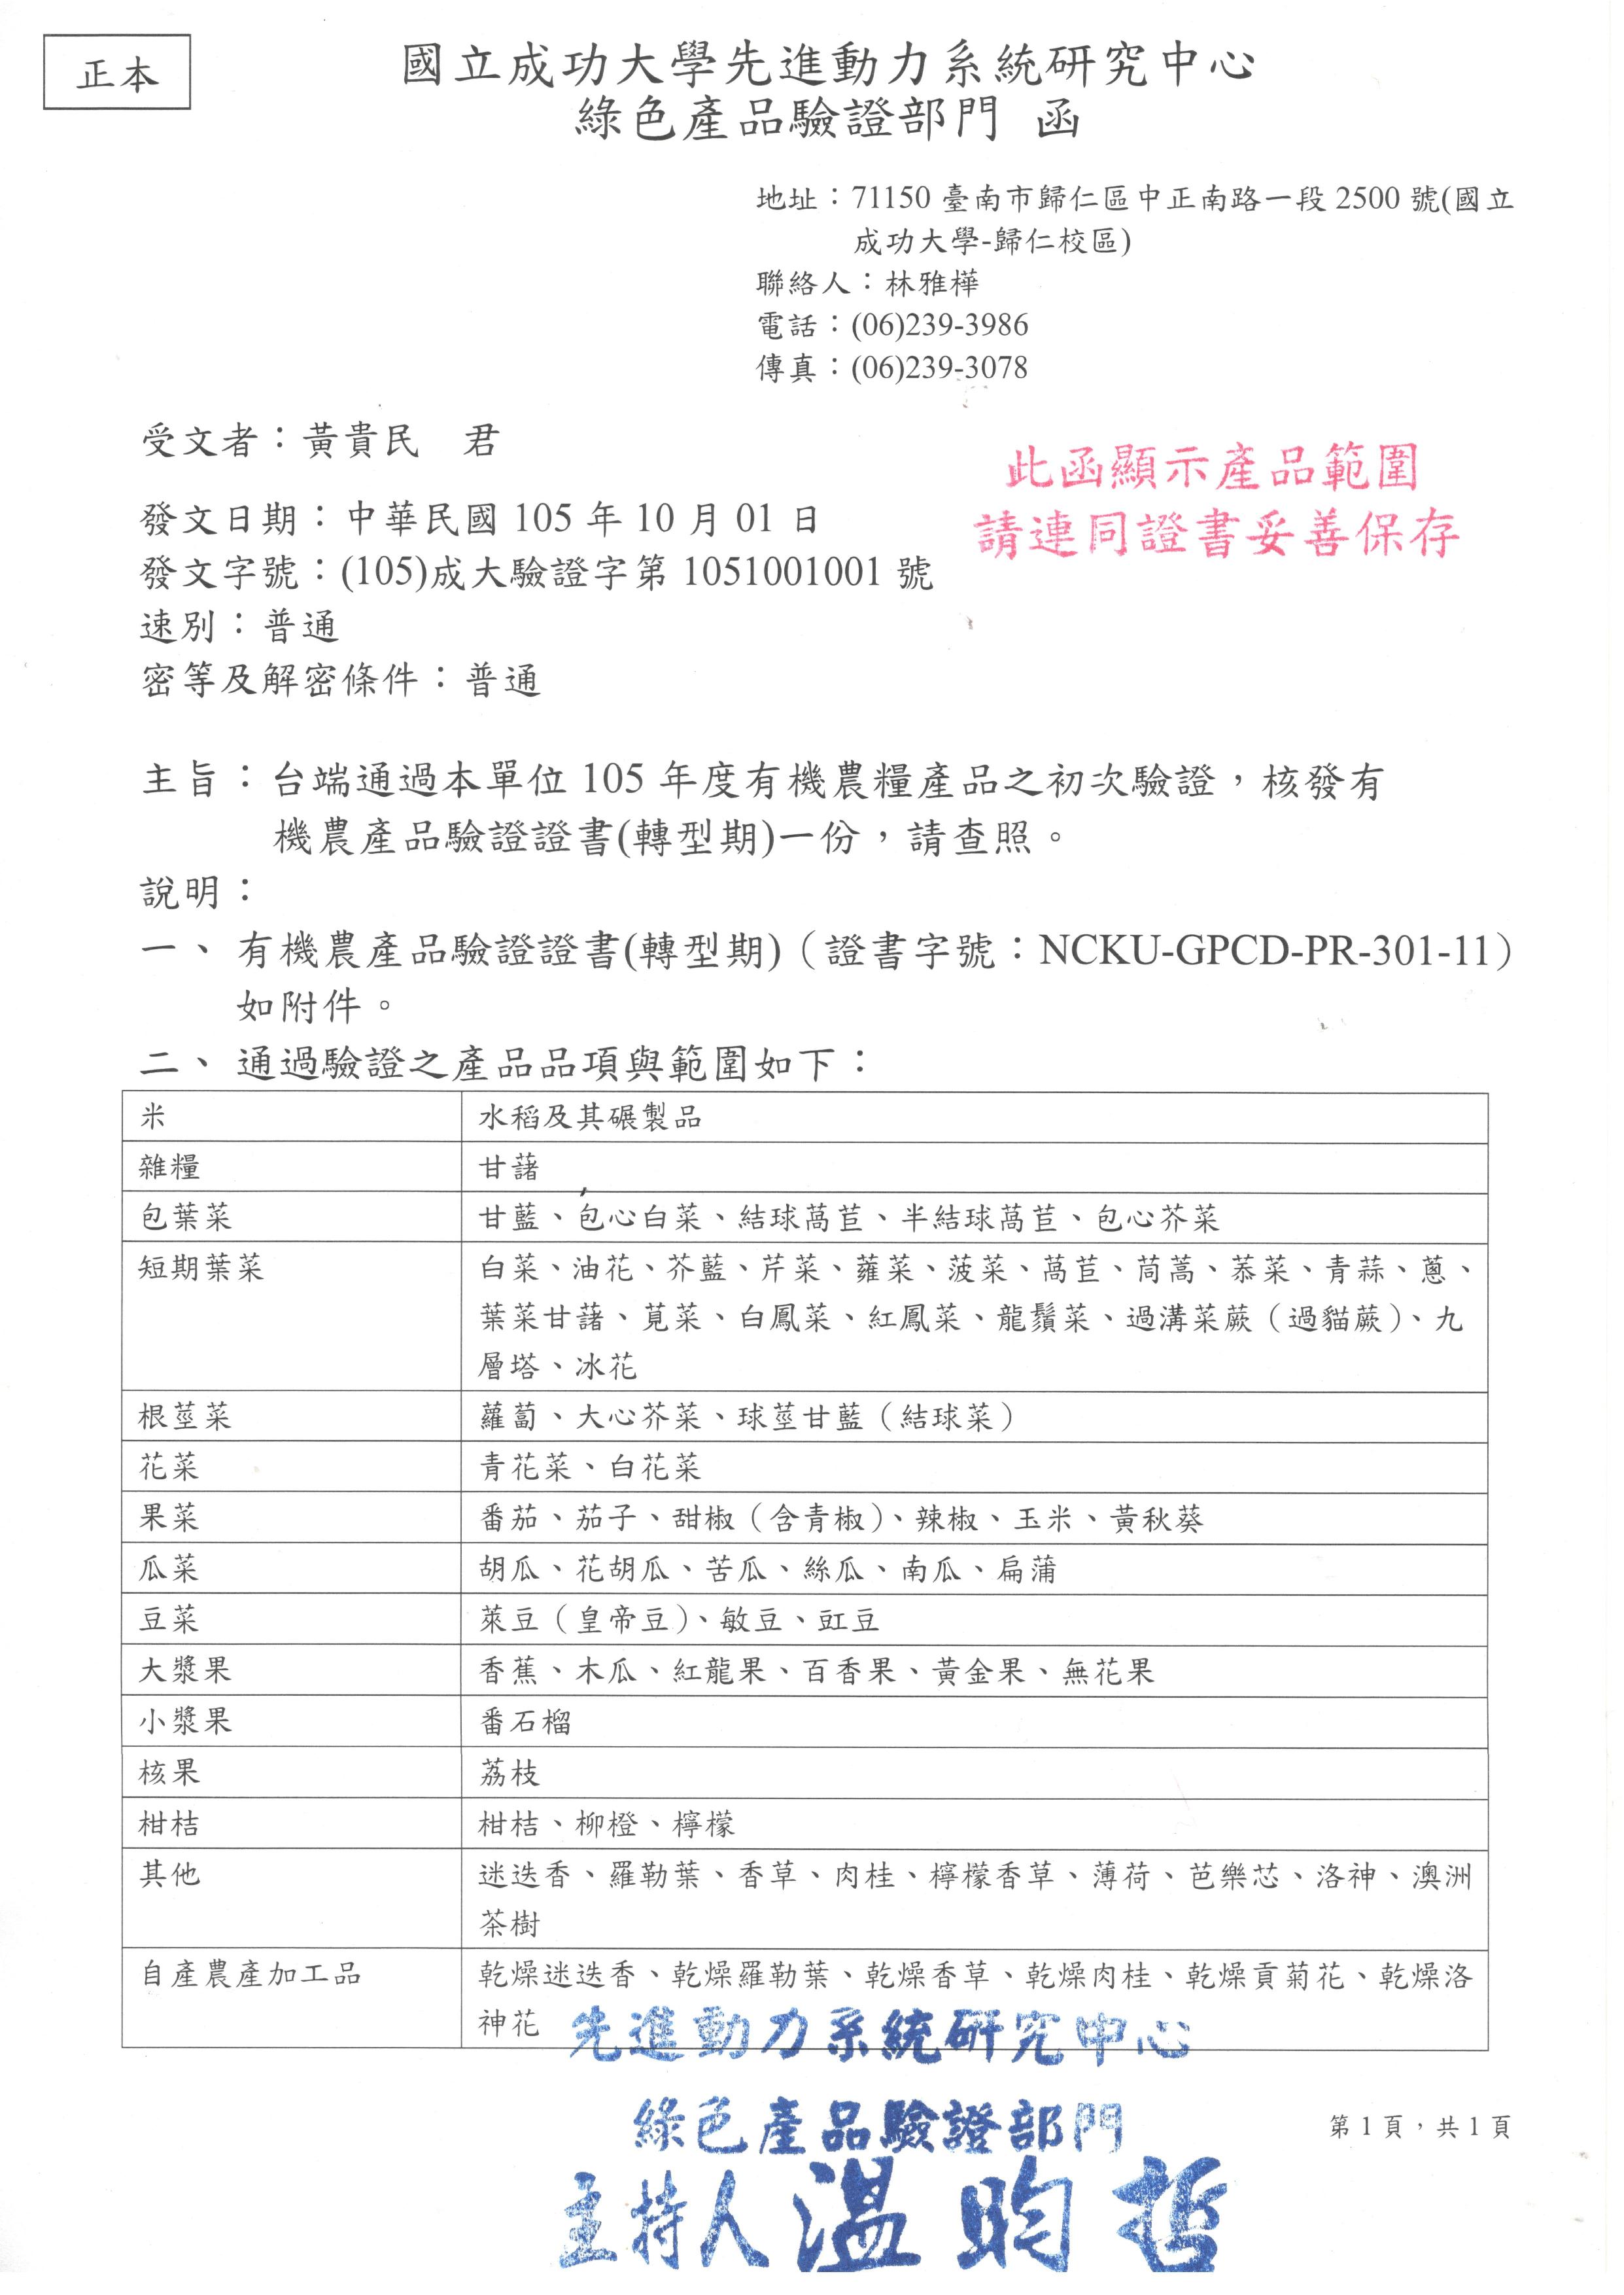 正本
國立成功大學先進動力系統研究中心
綠色產品驗證部門 函
地址：71150 臺南市歸仁區中正南路一段 2500 號(國立
成功大學-歸仁校區)
聯絡人：林雅樺
電話：(06)239-3986
傳真：(06)239-3078
受文者：黃貴民 君
此函顯示產品範圍
請連同證書妥善保存
發文日期：中華民國 105 年 10 月 01 日
發文字號：(105)成大驗證字第 1051001001 號
速別：普通
密等及解密條件：普通
主旨：台端通過本單位 105 年度有機農糧產品之初次驗證，核發有
機農產品驗證證書(轉型期)一份，請查照。
說明：
一、 有機農產品驗證證書(轉型期)（證書字號：NCKU-GPCD-PR-301-11）
如附件。
二、 通過驗證之產品品項與範圍如下：
米 水稻及其碾製品
雜糧 甘藷
包葉菜 甘藍、包心白菜、結球萵苣、半結球萵苣、包心芥菜
短期葉菜 白菜、油花、芥藍、芹菜、蕹菜、菠菜、萵苣、茼蒿、菾菜、青蒜、蔥、
葉菜甘藷、莧菜、白鳳菜、紅鳳菜、龍鬚菜、過溝菜蕨（過貓蕨）、九
層塔、冰花
根莖菜 蘿蔔、大心芥菜、球莖甘藍（結球菜）
花菜 青花菜、白花菜
果菜 番茄、茄子、甜椒（含青椒）、辣椒、玉米、黃秋葵
瓜菜 胡瓜、花胡瓜、苦瓜、絲瓜、南瓜、扁蒲
豆菜 萊豆（皇帝豆）、敏豆、豇豆
大漿果 香蕉、木瓜、紅龍果、百香果、黃金果、無花果
小漿果 番石榴
核果 荔枝
柑桔 柑桔、柳橙、檸檬
其他 迷迭香、羅勒葉、香草、肉桂、檸檬香草、薄荷、芭樂芯、洛神、澳洲
茶樹
自產農產加工品 乾燥迷迭香、乾燥羅勒葉、乾燥香草、乾燥肉桂、乾燥貢菊花、乾燥洛
神花
先進動力系統研究中心
綠色產品驗證部門
第 1 頁，共 1 頁
主持人溫昀哲